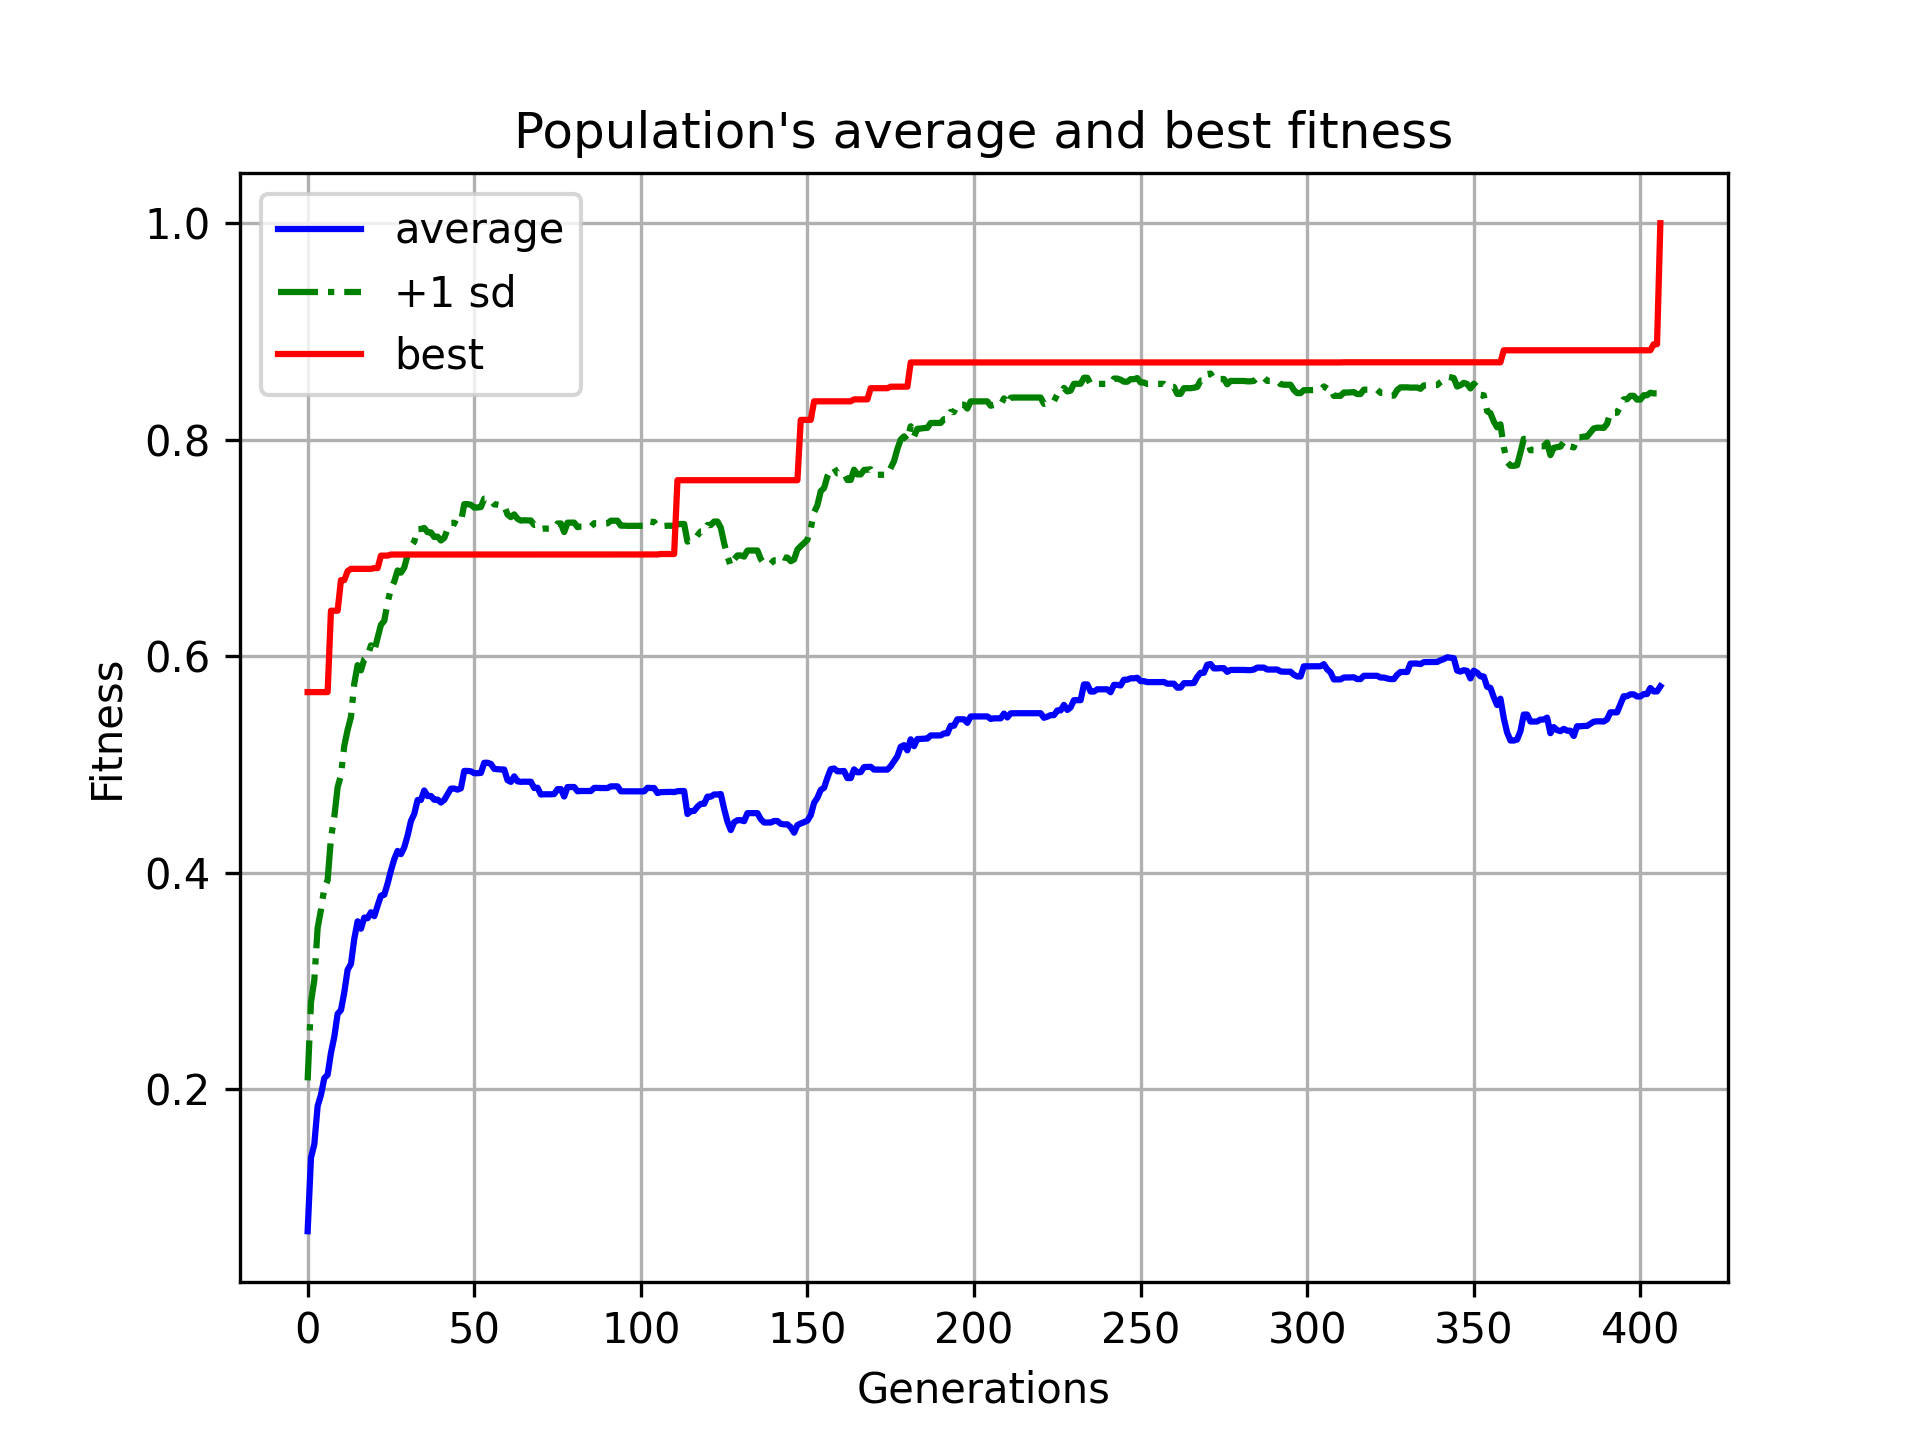 Population's average and best fitness
average
+1 sd
best
1.0
0.8
0.6
0.4
0.2
Fitness
0 50 100 150 200 250 300 350 400
Generations